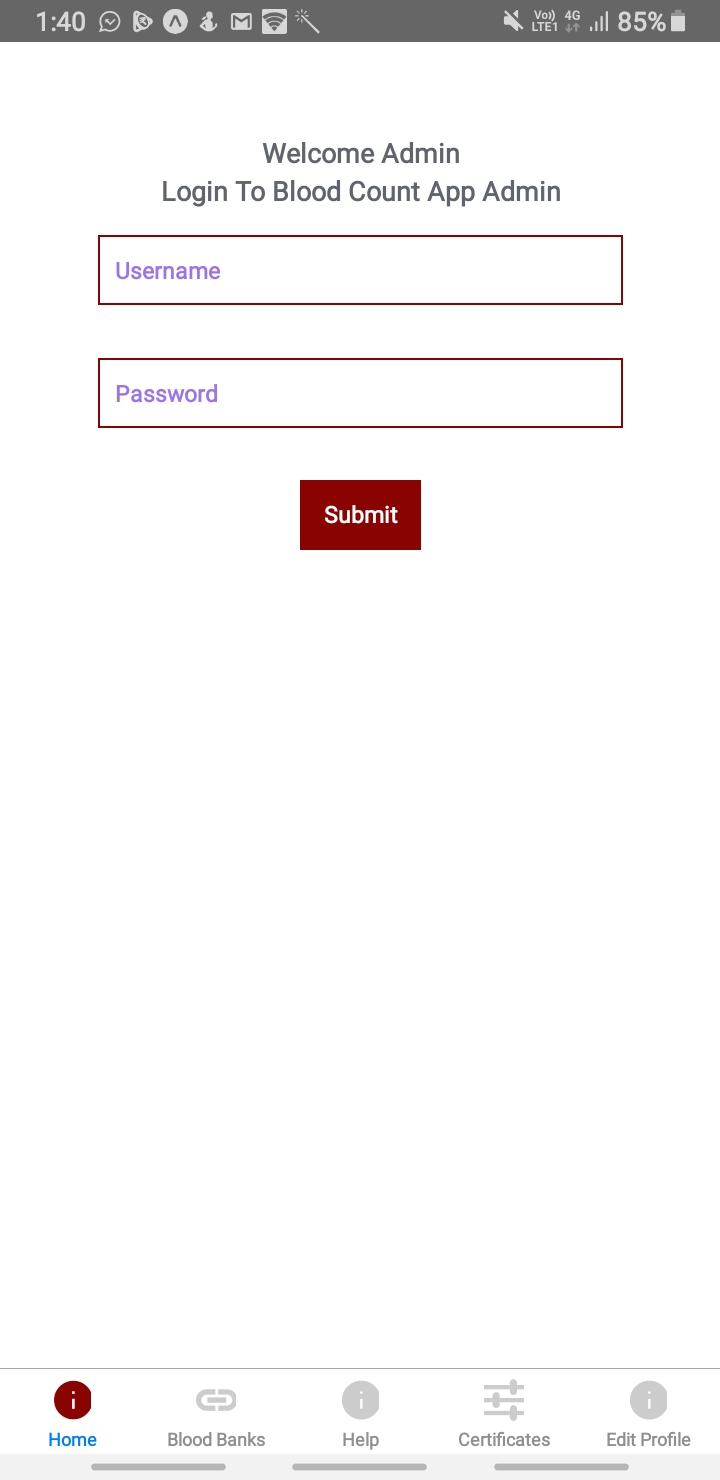 1:40 Vo)) LTE1 4G 85%
Welcome Admin
Login To Blood Count App Admin
Username
Password
Submit
Home Blood Banks Help Certificates Edit Profile